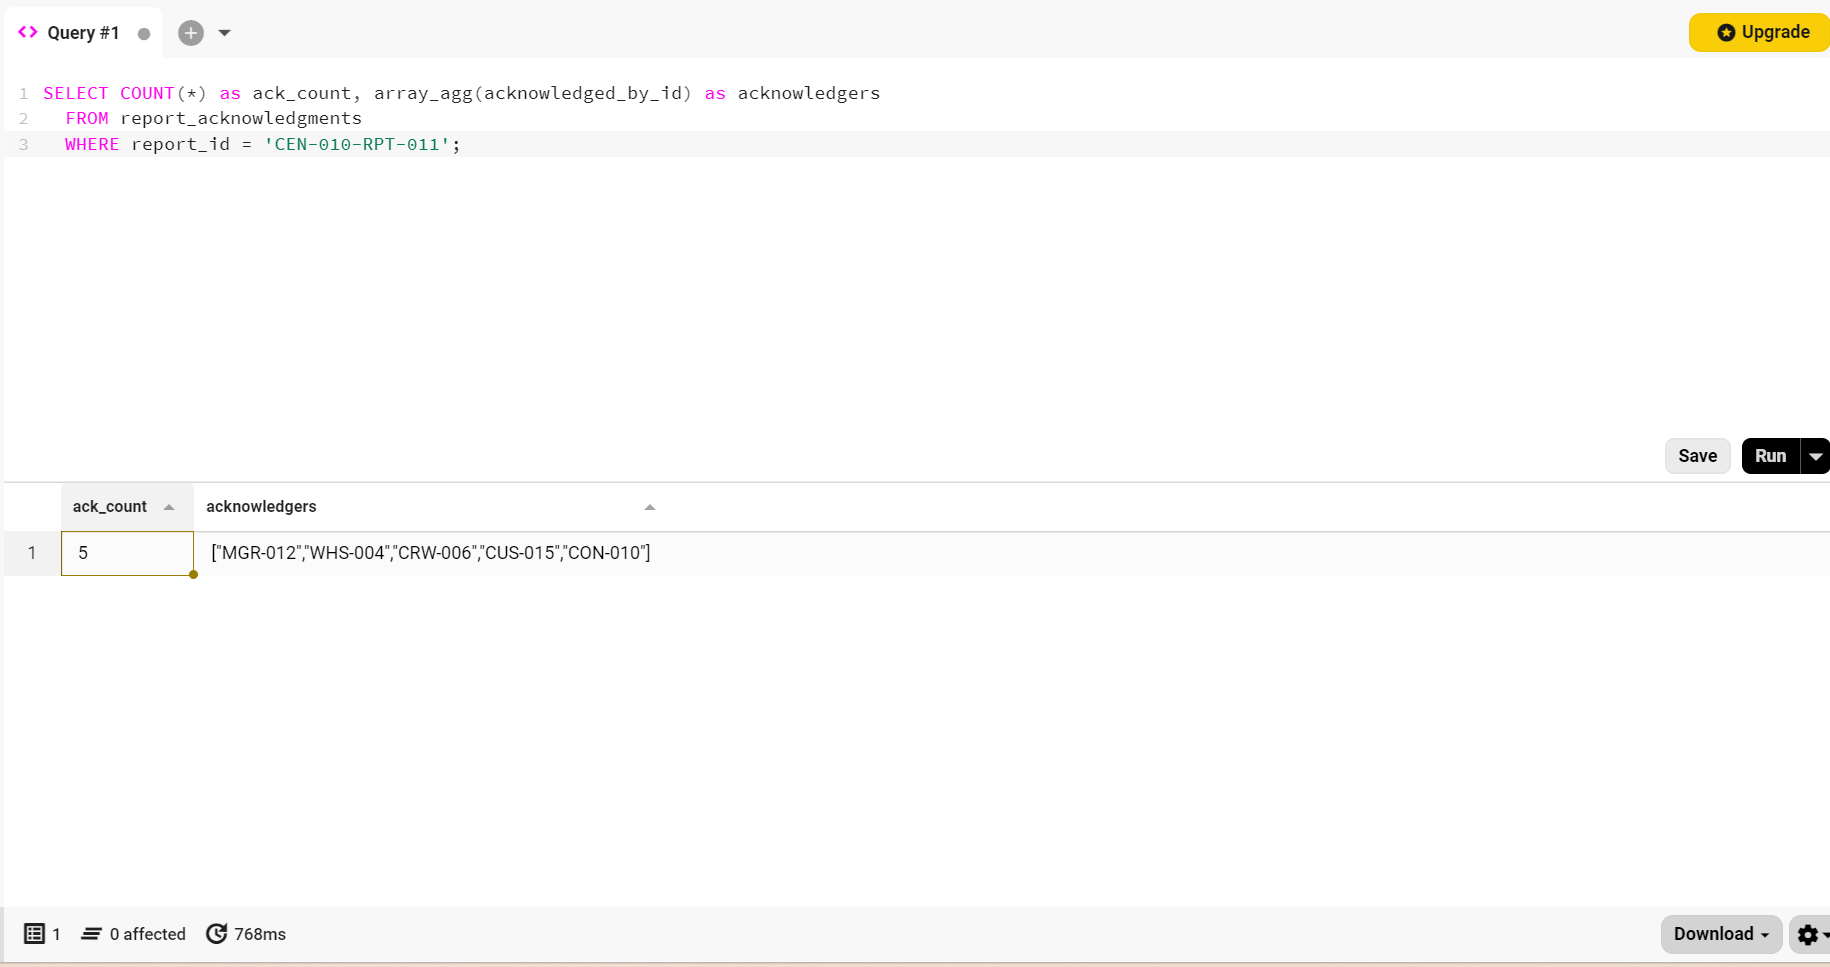 Query #1
Upgrade
1 SELECT COUNT(*) as ack_count, array_agg(acknowledged_by_id) as acknowledgers
2 FROM report_acknowledgments
3 WHERE report_id = 'CEN-010-RPT-011';
Save Run
ack_count acknowledgers
1 5 ["MGR-012","WHS-004","CRW-006","CUS-015","CON-010"]
1 0 affected 768ms Download